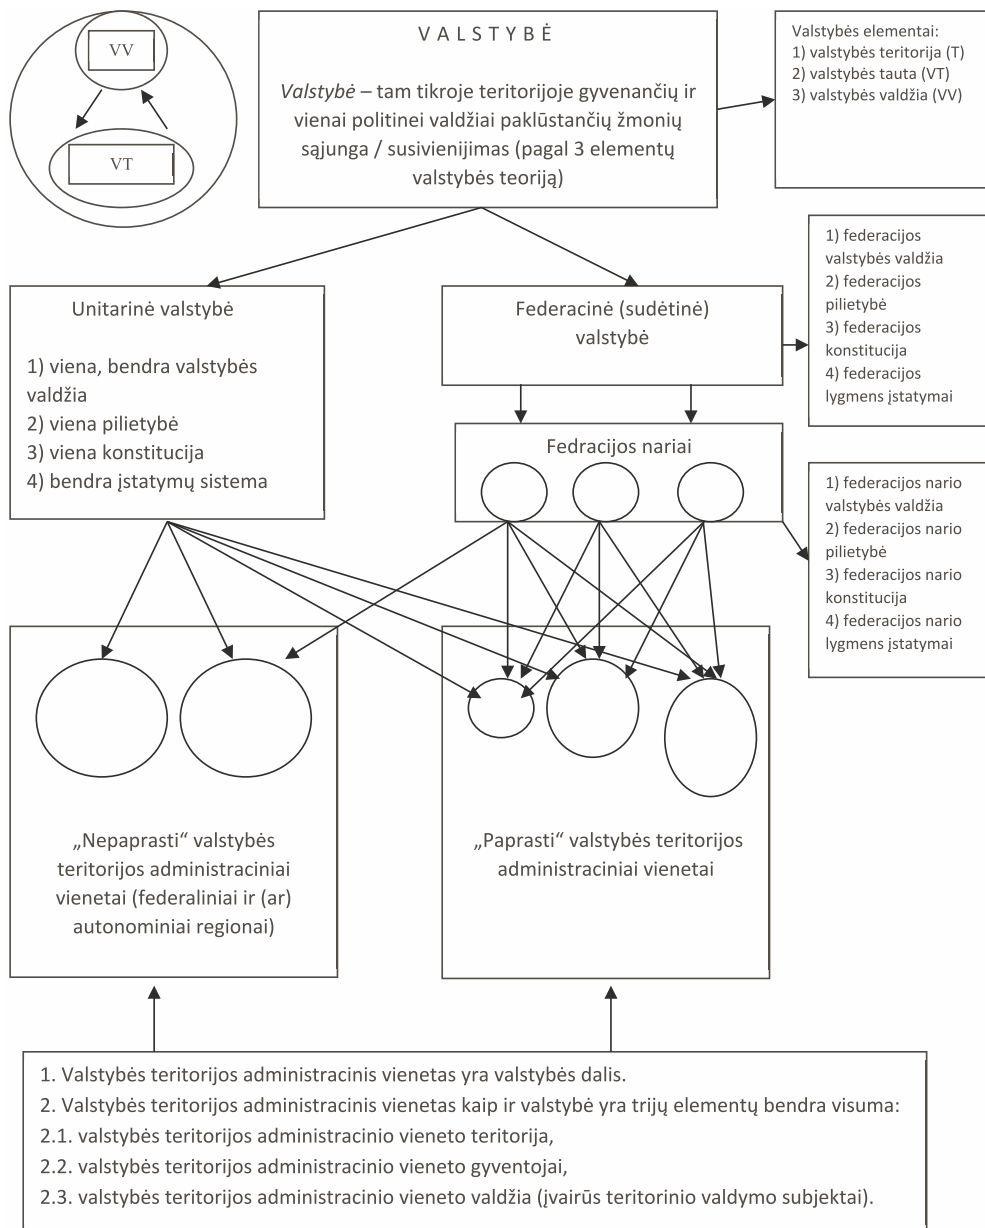 VV
VT
VALSTYBĖ
Valstybė – tam tikroje teritorijoje gyvenančių ir
vienai politinei valdžiai paklūstančių žmonių
sąjunga / susivienijimas (pagal 3 elementų
valstybės teoriją)
Valstybės elementai:
1) valstybės teritorija (T)
2) valstybės tauta (VT)
3) valstybės valdžia (VV)
Unitarinė valstybė
1) viena, bendra valstybės
valdžia
2) viena pilietybė
3) viena konstitucija
4) bendra įstatymų sistema
Federacinė (sudėtinė)
valstybė
1) federacijos
valstybės valdžia
2) federacijos
pilietybė
3) federacijos
konstitucija
4) federacijos
lygmens įstatymai
Fedracijos nariai
1) federacijos nario
valstybės valdžia
2) federacijos nario
pilietybė
3) federacijos nario
konstitucija
4) federacijos nario
lygmens įstatymai
„Nepaprasti“ valstybės
teritorijos administraciniai
vienetai (federaliniai ir (ar)
autonominiai regionai)
„Paprasti“ valstybės teritorijos
administraciniai vienetai
1. Valstybės teritorijos administracinis vienetas yra valstybės dalis.
2. Valstybės teritorijos administracinis vienetas kaip ir valstybė yra trijų elementų bendra visuma:
2.1. valstybės teritorijos administracinio vieneto teritorija,
2.2. valstybės teritorijos administracinio vieneto gyventojai,
2.3. valstybės teritorijos administracinio vieneto valdžia (įvairūs teritorinio valdymo subjektai).